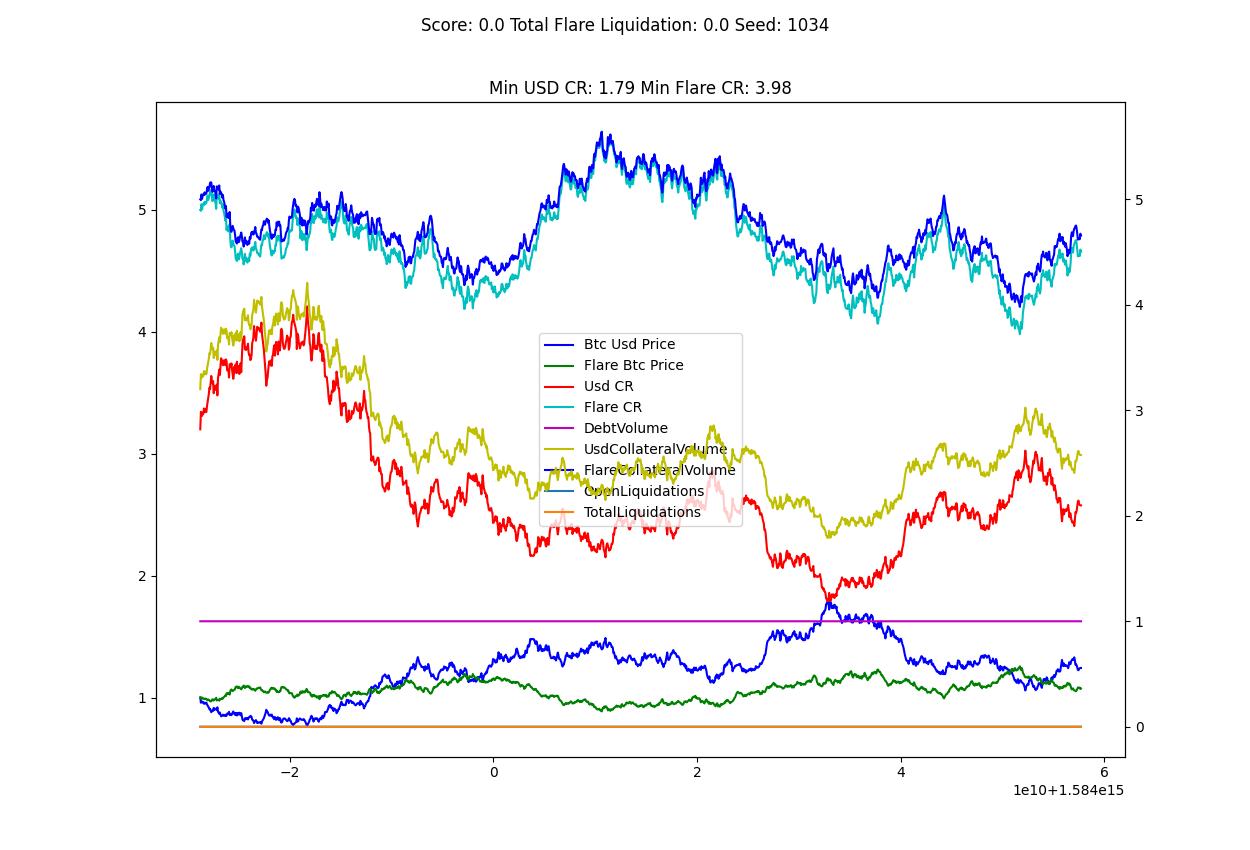 Score: 0.0 Total Flare Liquidation: 0.0 Seed: 1034
Min USD CR: 1.79 Min Flare CR: 3.98
5
4
3
2
1
Btc Usd Price
Flare Btc Price
Usd CR
Flare CR
DebtVolume
UsdCollateralVolume
FlareCollateralVolume
OpenLiquidations
TotalLiquidations
5
4
3
2
1
0
−2
0
2
4
6
1e10+1.584e15